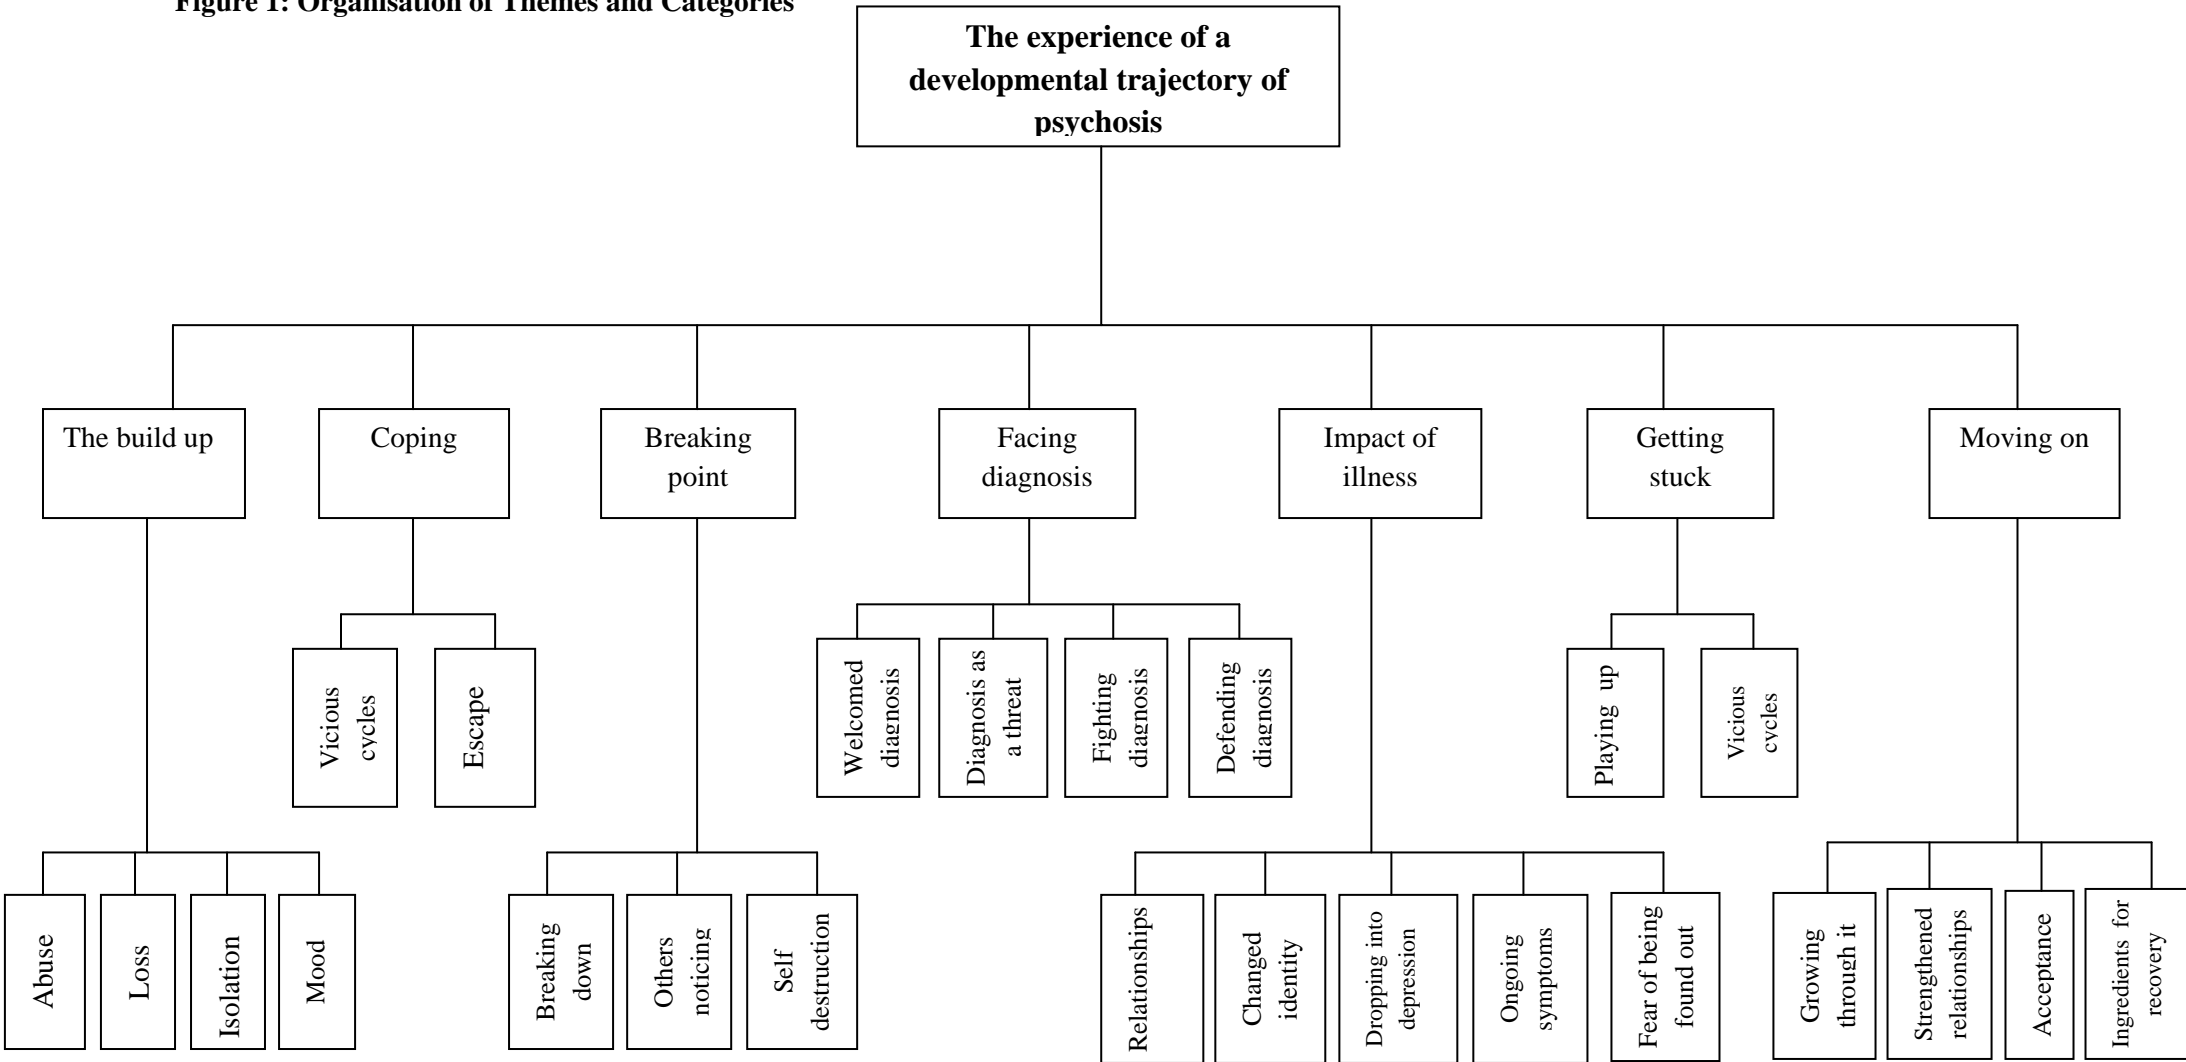 Figure 1: Organisation of Themes and Categories
The experience of a
developmental trajectory of
psychosis
The build up
Coping
Breaking
point
Facing
diagnosis
Impact of
illness
Getting
stuck
Moving on
Vicious
cycles
Escape
Welcomed
diagnosis
Diagnosis as
a threat
Fighting
diagnosis
Defending
diagnosis
Playing up
Vicious
cycles
Abuse
Loss
Isolation
Mood
Breaking
down
Others
noticing
Self
destruction
Relationships
Changed
identity
Dropping into
depression
Ongoing
symptoms
Fear of being
found out
Growing
through it
Strengthened
relationships
Acceptance
Ingredients for
recovery